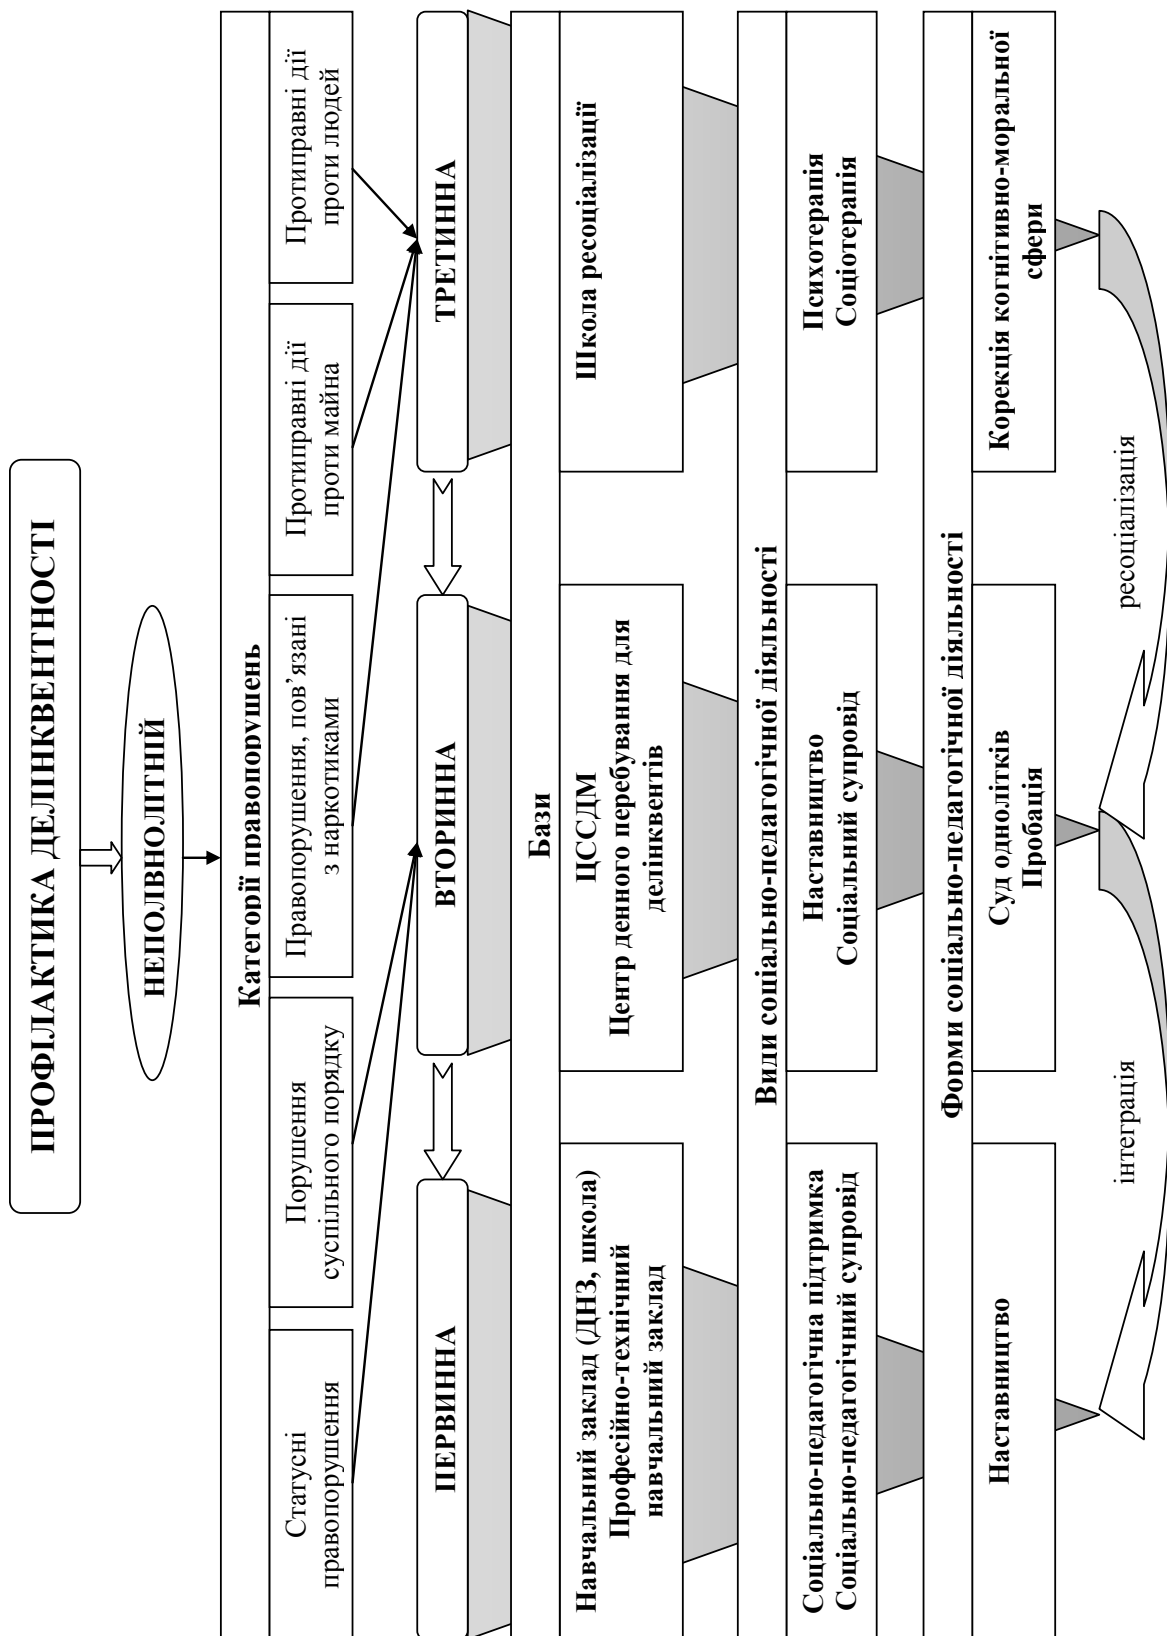 ПРОФІЛАКТИКА ДЕЛІНКВЕНТНОСТІ
НЕПОЛВНОЛІТНІЙ
Категорії правопорушень
Статусні
правопорушення
Порушення
суспільного порядку
Правопорушення, пов’язані
з наркотиками
Протиправні дії
проти майна
Протиправні дії
проти людей
ПЕРВИННА
ВТОРИННА
ТРЕТИННА
Бази
Навчальний заклад (ДНЗ, школа)
Професійно-технічний
навчальний заклад
ЦССДМ
Центр денного перебування для
делінквентів
Школа ресоціалізації
Види соціально-педагогічної діяльності
Соціально-педагогічна підтримка
Соціально-педагогічний супровід
Наставництво
Соціальний супровід
Психотерапія
Соціотерапія
Форми соціально-педагогічної діяльності
Наставництво
Суд однолітків
Пробація
Корекція когнітивно-моральної
сфери
інтеграція
ресоціалізація